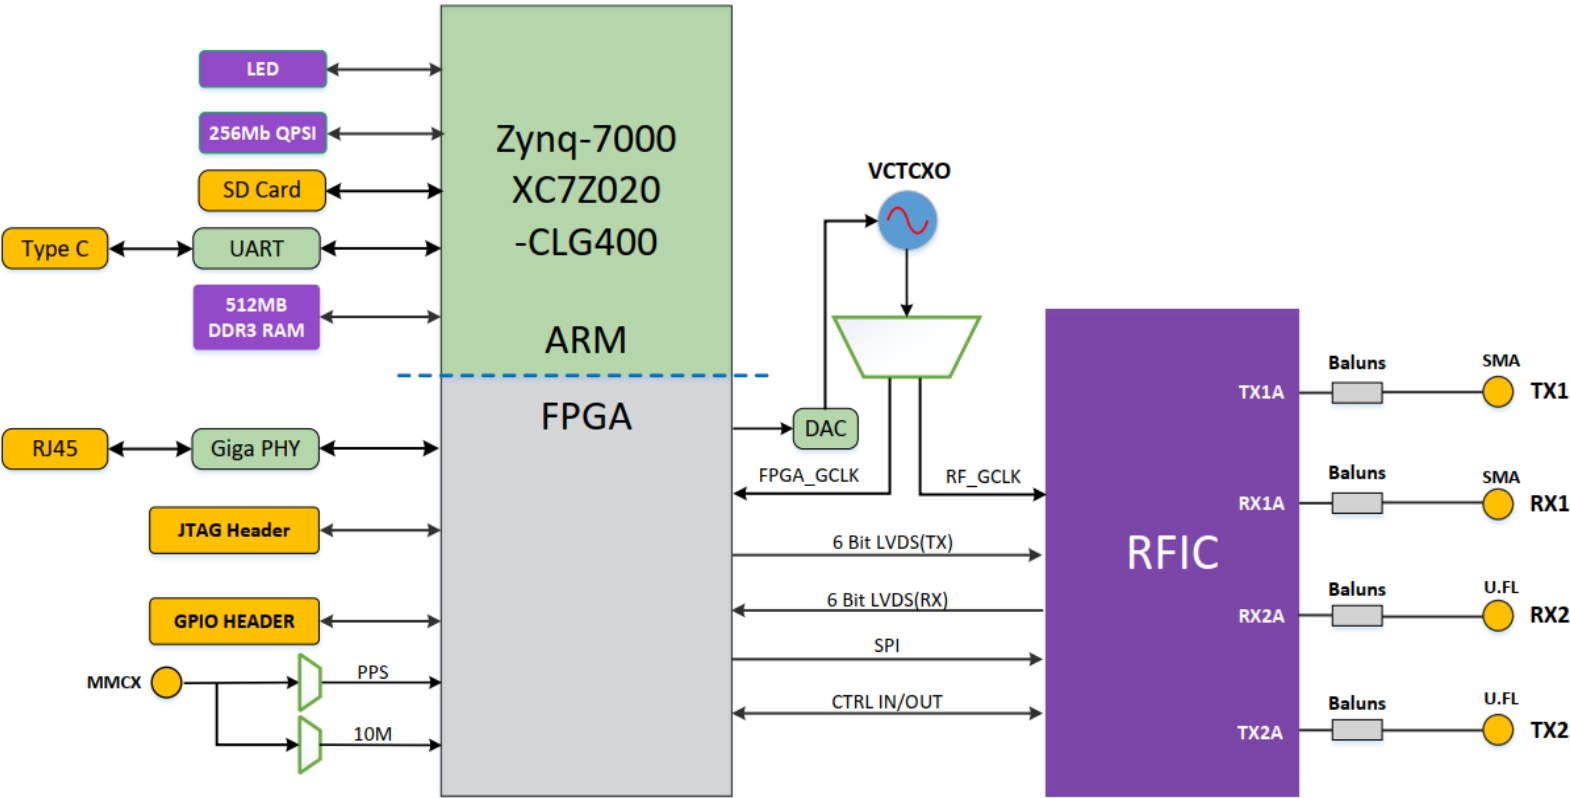 LED
256Mb QPSI
SD Card
Type C
UART
512MB
DDR3 RAM
Zynq-7000
XC7Z020
-CLG400
ARM
FPGA
RJ45
Giga PHY
JTAG Header
GPIO HEADER
MMCX
PPS
10M
VCTCXO
DAC
FPGA_GCLK
RF_GCLK
6 Bit LVDS(TX)
6 Bit LVDS(RX)
SPI
CTRL IN/OUT
RFIC
TX1A
Baluns
SMA
TX1
RX1A
Baluns
SMA
RX1
RX2A
Baluns
U.FL
RX2
TX2A
Baluns
U.FL
TX2